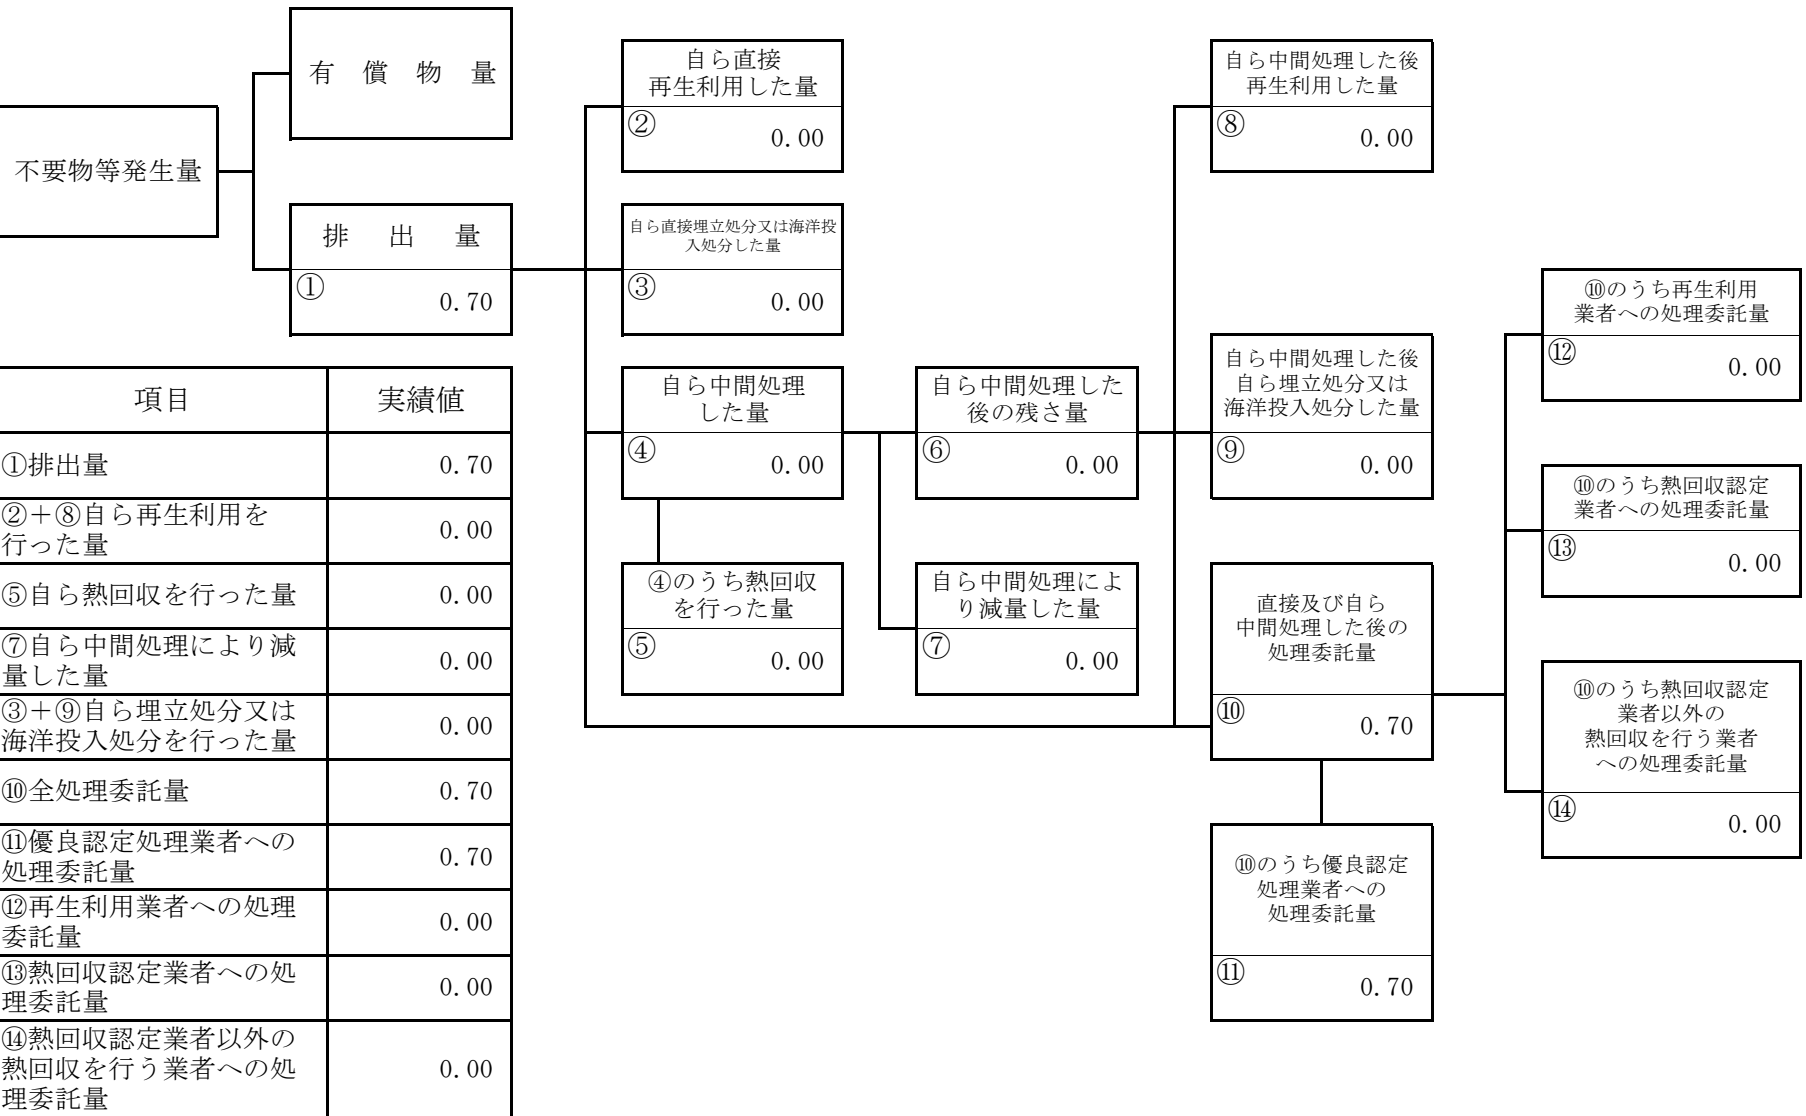 有償物量
不要物等発生量
排出量
①
0.70
自ら直接
再生利用した量
②
0.00
自ら直接埋立処分又は海洋投
入処分した量
③
0.00
自ら中間処理
した量
④
0.00
④のうち熱回収
を行った量
⑤
0.00
自ら中間処理した
後の残さ量
⑥
0.00
自ら中間処理によ
り減量した量
⑦
0.00
自ら中間処理した後
再生利用した量
⑧
0.00
自ら中間処理した後
自ら埋立処分又は
海洋投入処分した量
⑨
0.00
直接及び自ら
中間処理した後の
処理委託量
⑩
0.70
⑩のうち優良認定
処理業者への
処理委託量
⑪
0.70
⑩のうち再生利用
業者への処理委託量
⑫
0.00
⑩のうち熱回収認定
業者への処理委託量
⑬
0.00
⑩のうち熱回収認定
業者以外の
熱回収を行う業者
への処理委託量
⑭
0.00
項目 実績値
①排出量 0.70
②＋⑧自ら再生利用を
行った量 0.00
⑤自ら熱回収を行った量 0.00
⑦自ら中間処理により減
量した量 0.00
③＋⑨自ら埋立処分又は
海洋投入処分を行った量 0.00
⑩全処理委託量 0.70
⑪優良認定処理業者への
処理委託量 0.70
⑫再生利用業者への処理
委託量 0.00
⑬熱回収認定業者への処
理委託量 0.00
⑭熱回収認定業者以外の
熱回収を行う業者への処
理委託量 0.00